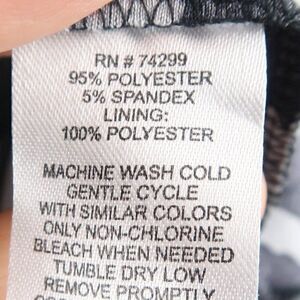 RN # 74299
95% POLYESTER
5% SPANDEX
LINING:
100% POLYESTER
MACHINE WASH COLD
GENTLE CYCLE
WITH SIMILAR COLORS
ONLY NON-CHLORINE
BLEACH WHEN NEEDED
TUMBLE DRY LOW
REMOVE PROMPTLY